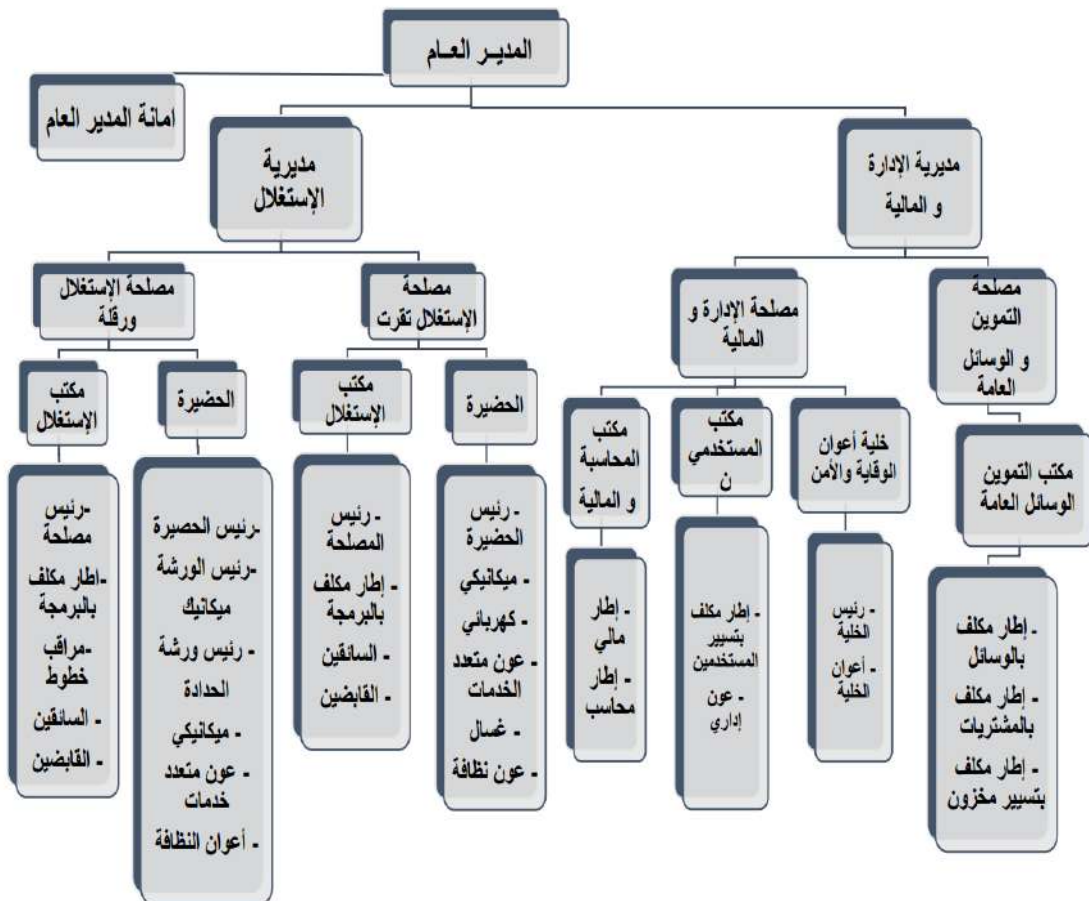 المديـر العـام
امانة المدير العام
مديرية الإدارة
و المالية
مديرية
الإستغلال
مصلحة
التموين
و الوسائل
العامة
مصلحة الإدارة و
المالية
مصلحة
الإستغلال تقرت
مصلحة الإستغلال
ورقلة
مكتب التموين
الوسائل العامة
خلية أعوان
الوقاية والأمن
مكتب
المستخدمي
ن
مكتب
المحاسبة
و المالية
الحضيرة
مكتب
الإستغلال
الحضيرة
مكتب
الإستغلال
- إطار مكلف
بالوسائل
- إطار مكلف
بالمشتريات
- إطار مكلف
بتسيير مخزون
- رئيس
الخلية
- أعوان
الخلية
- إطار مكلف
بتسيير
المستخدمين
- عون
إداري
- إطار
مالي
- إطار
محاسب
- رئيس
الحضيرة
- ميكانيكي
- كهربائي
- عون متعدد
الخدمات
- غسال
- عون نظافة
- رئيس
المصلحة
- إطار مكلف
بالبرمجة
- السائقين
- القابضين
-رئيس الحصيرة
-رئيس الورشة
ميكانيك
- رئيس ورشة
الحدادة
- ميكانيكي
- عون متعدد
خدمات
- أعوان النظافة
-رئيس
مصلحة
-اطار مكلف
بالبرمجة
-مراقب
خطوط
- السائقين
- القابضين